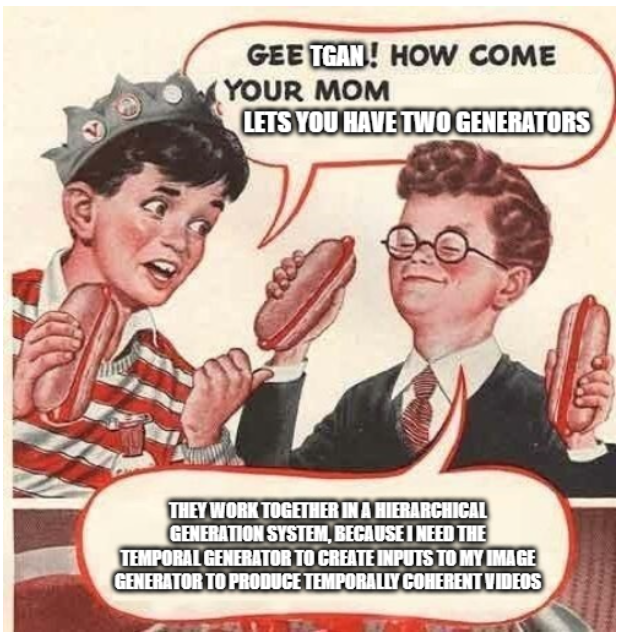 GEE TGAN! HOW COME
YOUR MOM
LETS YOU HAVE TWO GENERATORS
THEY WORK TOGETHER IN A HIERARCHICAL
GENERATION SYSTEM, BECAUSE I NEED THE
TEMPORAL GENERATOR TO CREATE INPUTS TO MY IMAGE
GENERATOR TO PRODUCE TEMPORALLY COHERENT VIDEOS